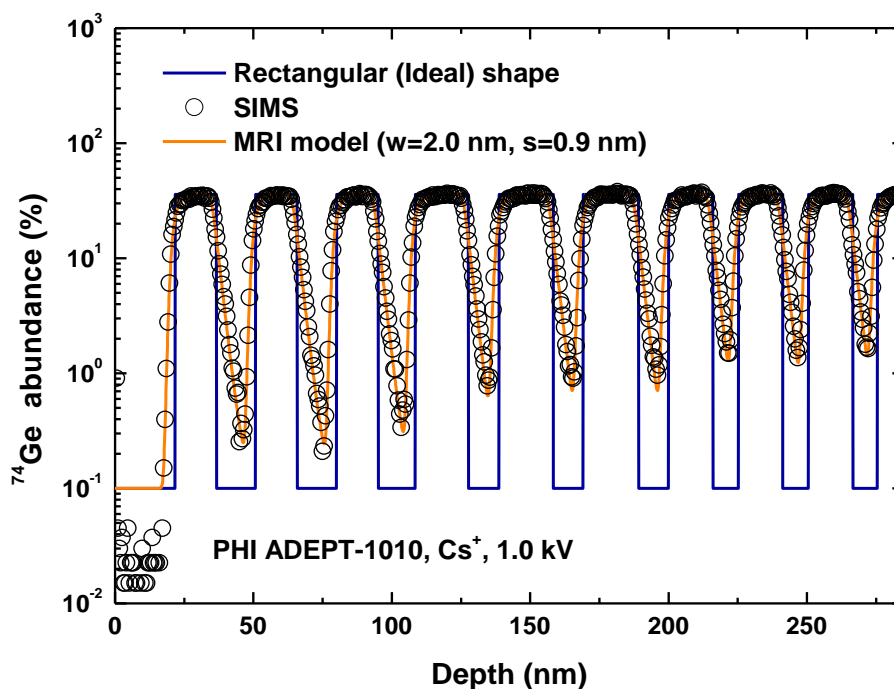 10³
Rectangular (Ideal) shape
SIMS
10²
MRI model (w=2.0 nm, s=0.9 nm)
⁷⁴Ge abundance (%)
10¹
10⁰
10⁻¹
PHI ADEPT-1010, Cs⁺, 1.0 kV
10⁻²
0 50 100 150 200 250
Depth (nm)